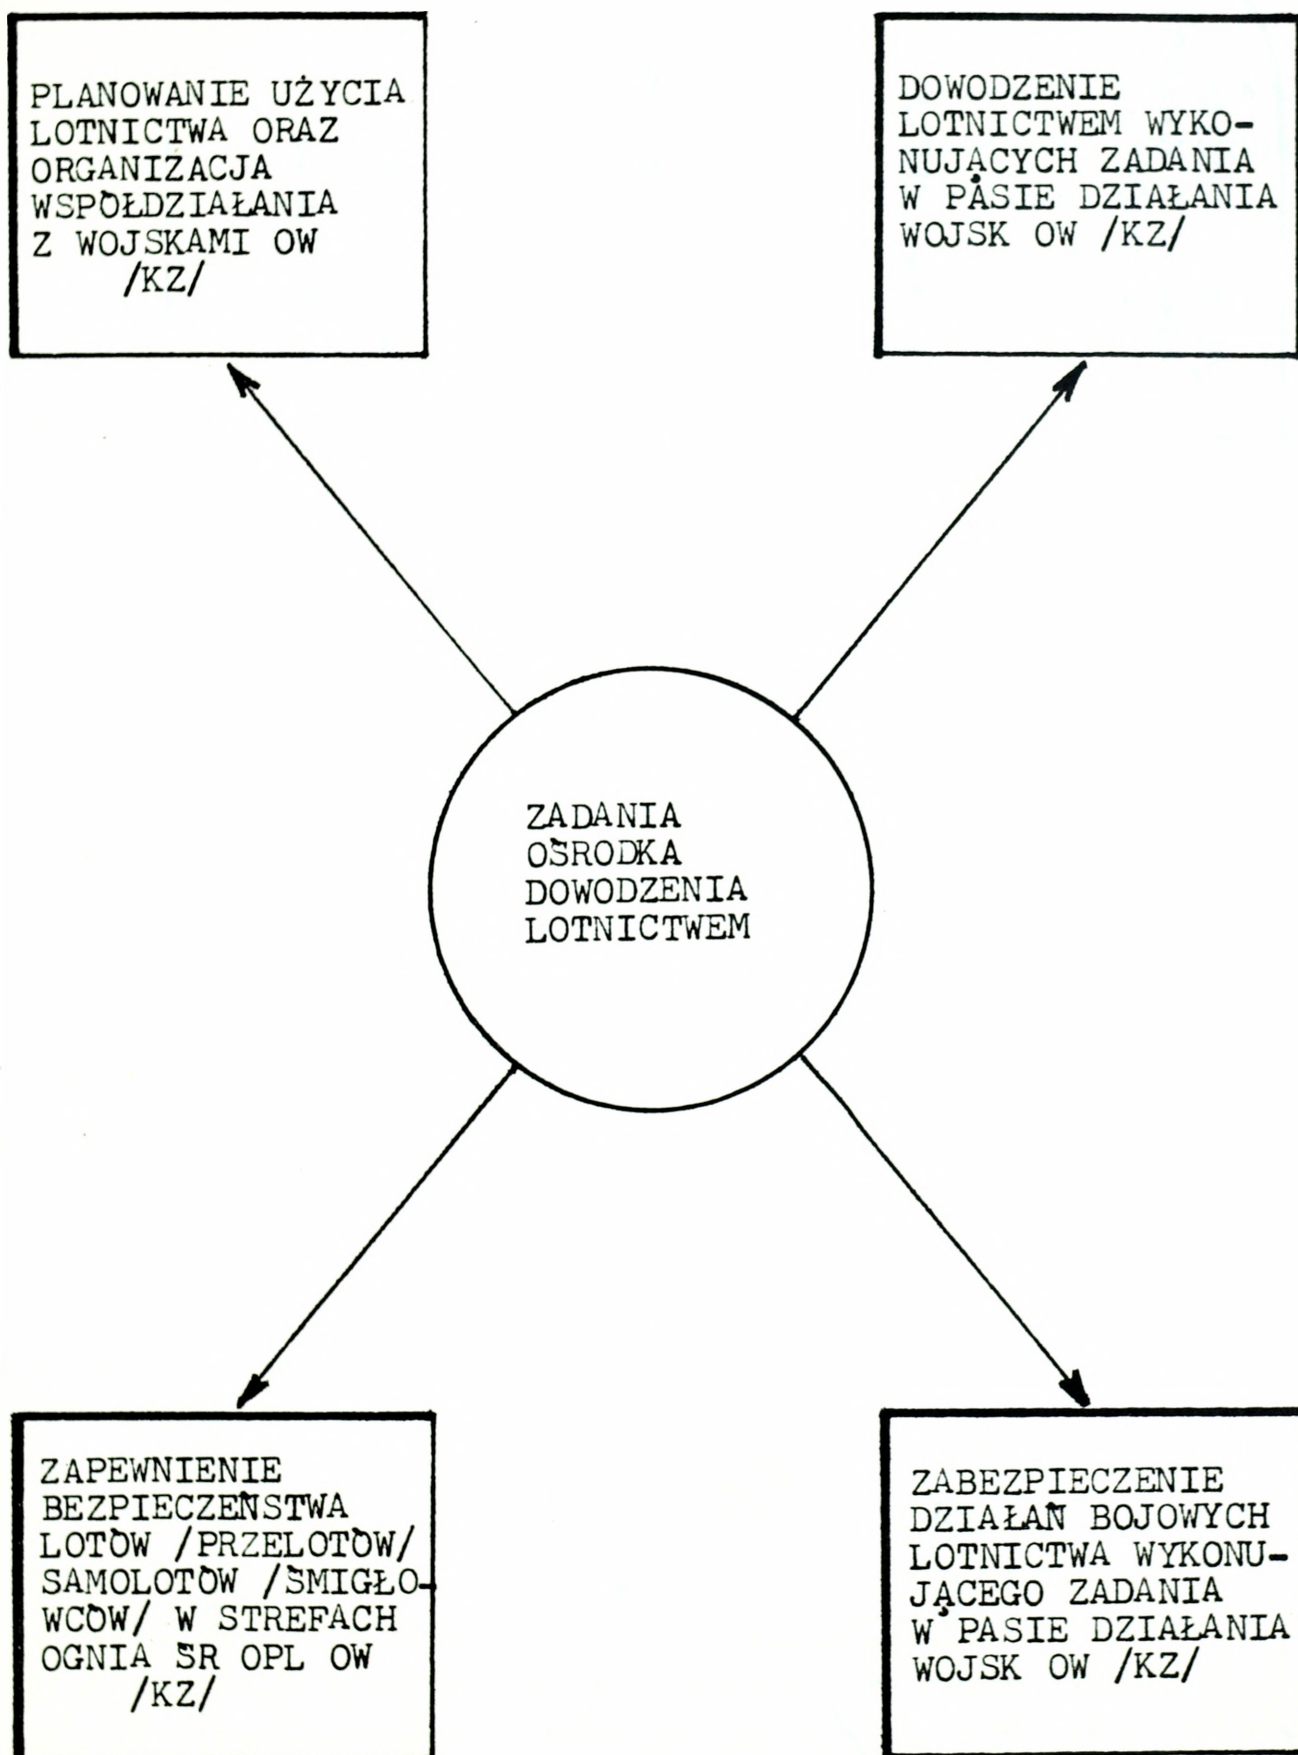 PLANOWANIE UŻYCIA
LOTNICTWA ORAZ
ORGANIZACJA
WSPÓŁDZIAŁANIA
Z WOJSKAMI OW
/KZ/
DOWODZENIE
LOTNICTWEM WYKO-
NUJĄCYCH ZADANIA
W PASIE DZIAŁANIA
WOJSK OW /KZ/
ZADANIA
OŚRODKA
DOWODZENIA
LOTNICTWEM
ZAPEWNIENIE
BEZPIECZEŃSTWA
LOTÓW /PRZELOTÓW/
SAMOLOTÓW /ŚMIGŁO-
WCÓW/ W STREFACH
OGNIA ŚR OPL OW
/KZ/
ZABEZPIECZENIE
DZIAŁAŃ BOJOWYCH
LOTNICTWA WYKONU-
JĄCEGO ZADANIA
W PASIE DZIAŁANIA
WOJSK OW /KZ/